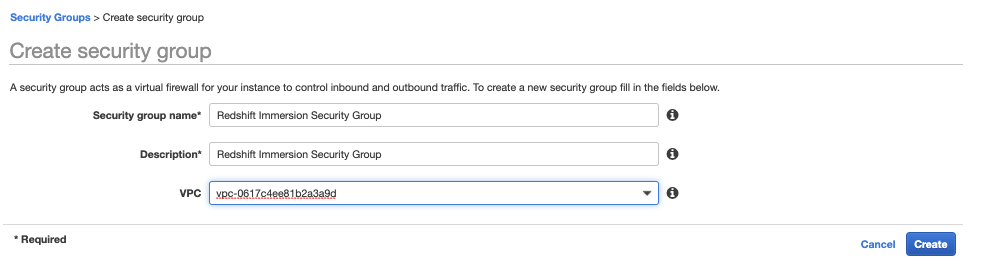 Security Groups > Create security group
Create security group
A security group acts as a virtual firewall for your instance to control inbound and outbound traffic. To create a new security group fill in the fields below.
Security group name* Redshift Immersion Security Group
Description* Redshift Immersion Security Group
VPC vpc-0617c4ee81b2a3a9d
* Required
Cancel Create